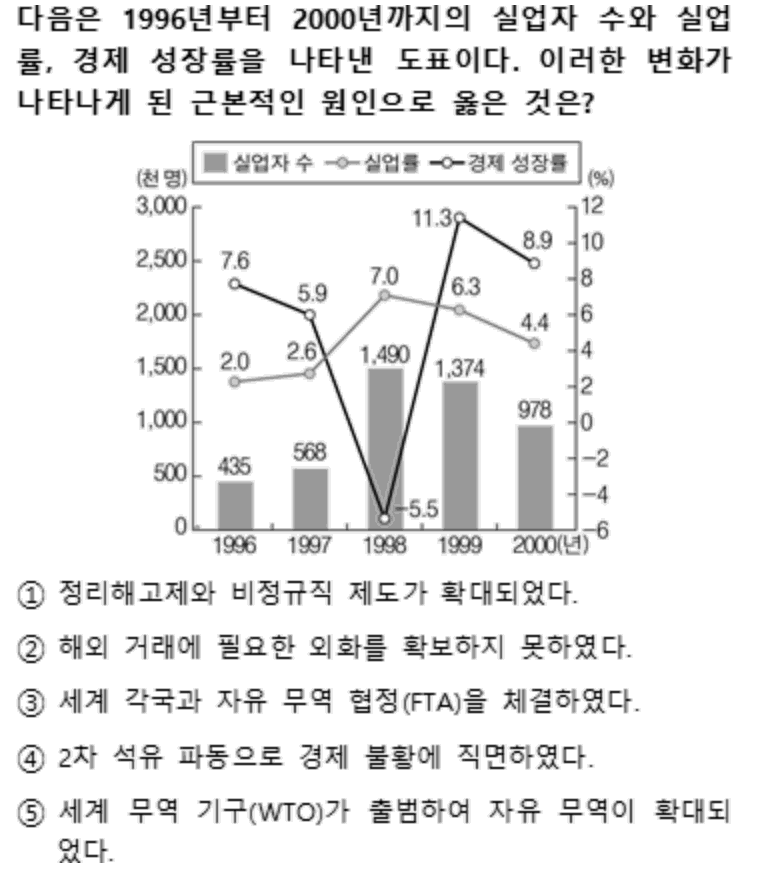 다음은 1996년부터 2000년까지의 실업자 수와 실업
률, 경제 성장률을 나타낸 도표이다. 이러한 변화가
나타나게 된 근본적인 원인으로 옳은 것은?
실업자 수 실업률 경제 성장률
(천 명) (%)
3,000 12
11.3
10
8.9
2,500 7.6
8
7.0
6.3
5.9
2,000 6
4.4
4
2.6
1,500 2.0 1,490 1,374
2
978
1,000 0
568
-2
500 435
-4
-5.5
0 -6
1996 1997 1998 1999 2000(년)
① 정리해고제와 비정규직 제도가 확대되었다.
② 해외 거래에 필요한 외화를 확보하지 못하였다.
③ 세계 각국과 자유 무역 협정(FTA)을 체결하였다.
④ 2차 석유 파동으로 경제 불황에 직면하였다.
⑤ 세계 무역 기구(WTO)가 출범하여 자유 무역이 확대되
었다.